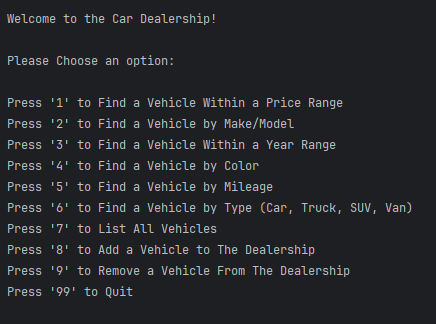 Welcome to the Car Dealership!
Please Choose an option:
Press '1' to Find a Vehicle Within a Price Range
Press '2' to Find a Vehicle by Make/Model
Press '3' to Find a Vehicle Within a Year Range
Press '4' to Find a Vehicle by Color
Press '5' to Find a Vehicle by Mileage
Press '6' to Find a Vehicle by Type (Car, Truck, SUV, Van)
Press '7' to List All Vehicles
Press '8' to Add a Vehicle to The Dealership
Press '9' to Remove a Vehicle From The Dealership
Press '99' to Quit